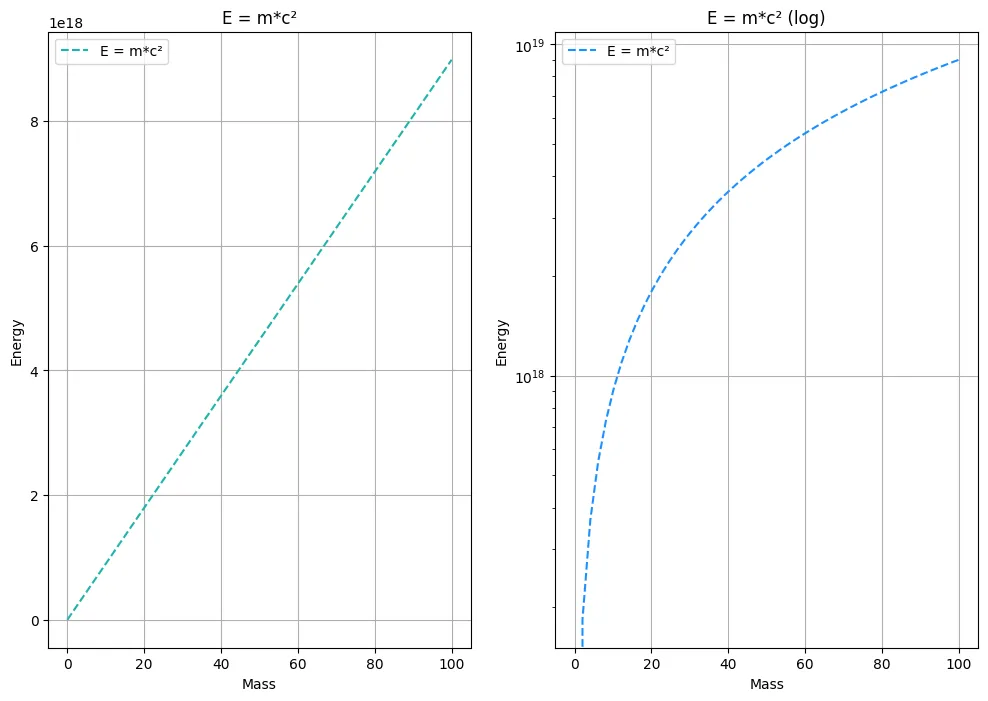 E = m*c²
1e18
E = m*c²
8
6
4
2
0
Energy
0 20 40 60 80 100
Mass
E = m*c² (log)
10¹⁹
E = m*c²
10¹⁸
Energy
0 20 40 60 80 100
Mass